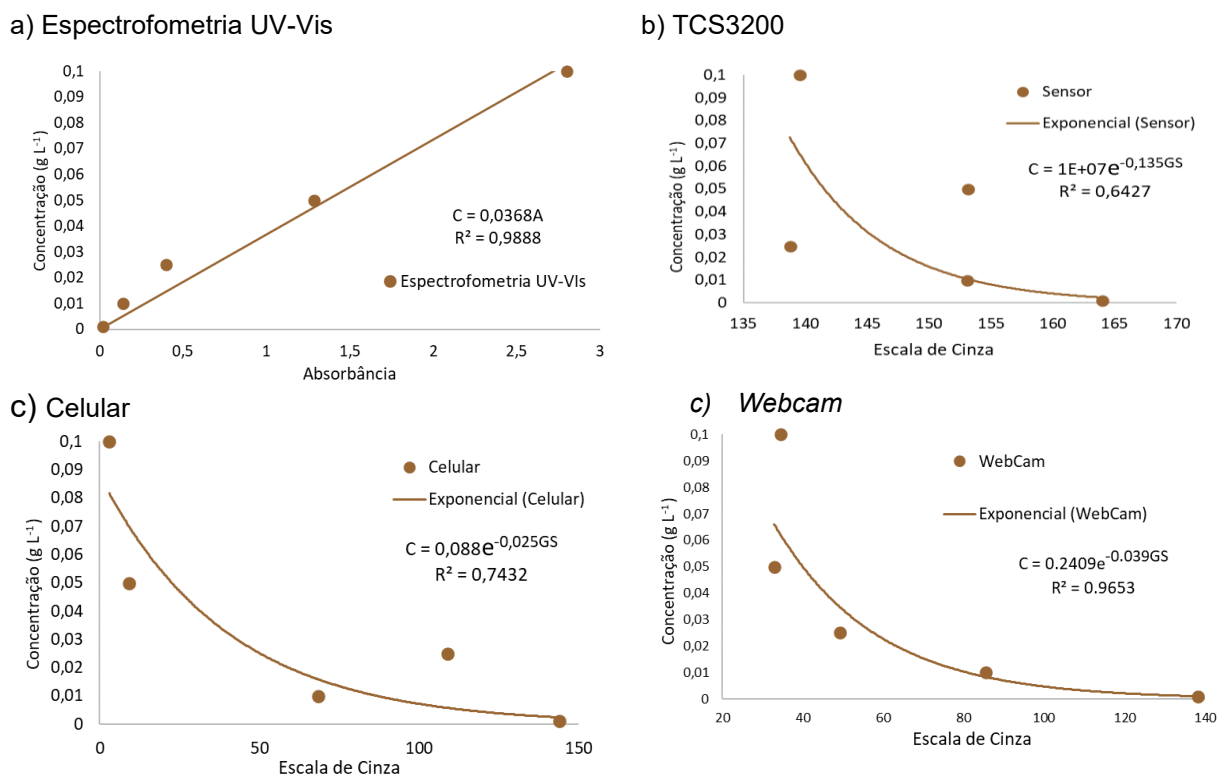 a) Espectrofometria UV-Vis
0,1
0,09
0,08
0,07
0,06
0,05
0,04
0,03
0,02
0,01
0
Concentração (g L⁻¹)
C = 0,0368A
R² = 0,9888
Espectrofometria UV-VIs
0 0,5 1 1,5 2 2,5 3
Absorbância
b) TCS3200
0,1
0,09
0,08
0,07
0,06
0,05
0,04
0,03
0,02
0,01
0
Concentração (g L⁻¹)
Sensor
Exponencial (Sensor)
C = 1E+07e⁻⁰,¹³⁵ᴳˢ
R² = 0,6427
135 140 145 150 155 160 165 170
Escala de Cinza
c) Celular
0,1
0,09
0,08
0,07
0,06
0,05
0,04
0,03
0,02
0,01
0
Concentração (g L⁻¹)
Celular
Exponencial (Celular)
C = 0,088e⁻⁰,⁰²⁵ᴳˢ
R² = 0,7432
0 50 100 150
Escala de Cinza
c) Webcam
0,1
0,09
0,08
0,07
0,06
0,05
0,04
0,03
0,02
0,01
0
Concentração (g L⁻¹)
WebCam
Exponencial (WebCam)
C = 0.2409e⁻⁰·⁰³⁹ᴳˢ
R² = 0.9653
20 40 60 80 100 120 140
Escala de Cinza